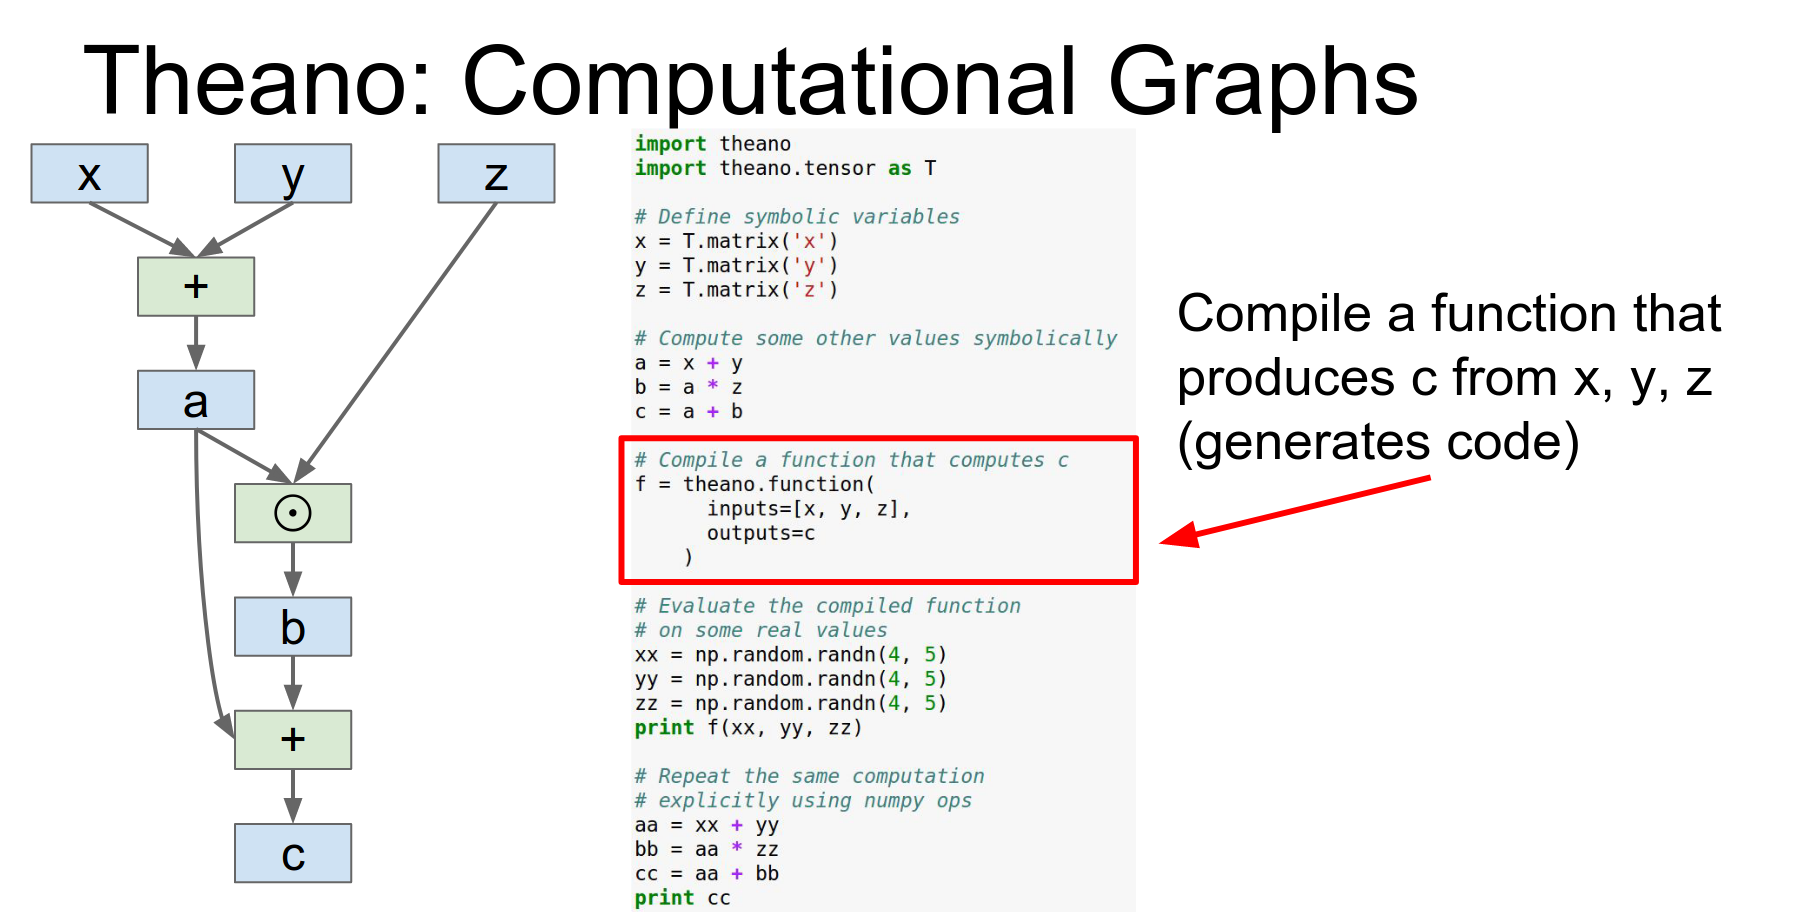 Theano: Computational Graphs
x
y
z
+
a
⊙
b
+
c
import theano
import theano.tensor as T
# Define symbolic variables
x = T.matrix('x')
y = T.matrix('y')
z = T.matrix('z')
# Compute some other values symbolically
a = x + y
b = a * z
c = a + b
# Compile a function that computes c
f = theano.function(
inputs=[x, y, z],
outputs=c
)
# Evaluate the compiled function
# on some real values
xx = np.random.randn(4, 5)
yy = np.random.randn(4, 5)
zz = np.random.randn(4, 5)
print f(xx, yy, zz)
# Repeat the same computation
# explicitly using numpy ops
aa = xx + yy
bb = aa * zz
cc = aa + bb
print cc
Compile a function that
produces c from x, y, z
(generates code)